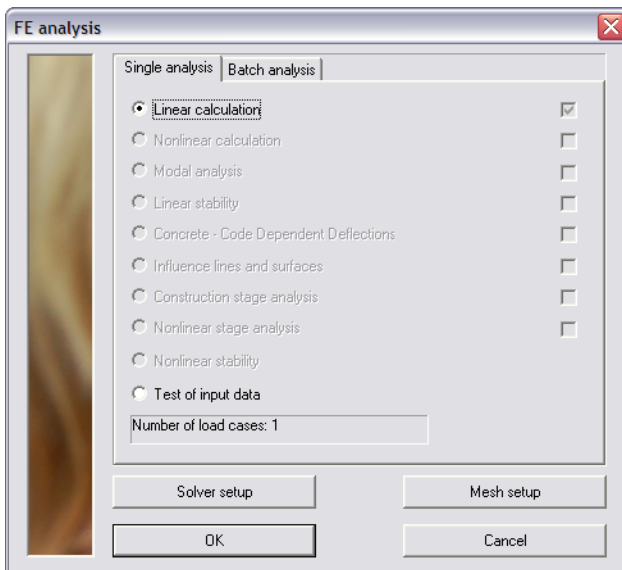 FE analysis
Single analysis
Batch analysis
Linear calculation
Nonlinear calculation
Modal analysis
Linear stability
Concrete - Code Dependent Deflections
Influence lines and surfaces
Construction stage analysis
Nonlinear stage analysis
Nonlinear stability
Test of input data
Number of load cases: 1
Solver setup
Mesh setup
OK
Cancel